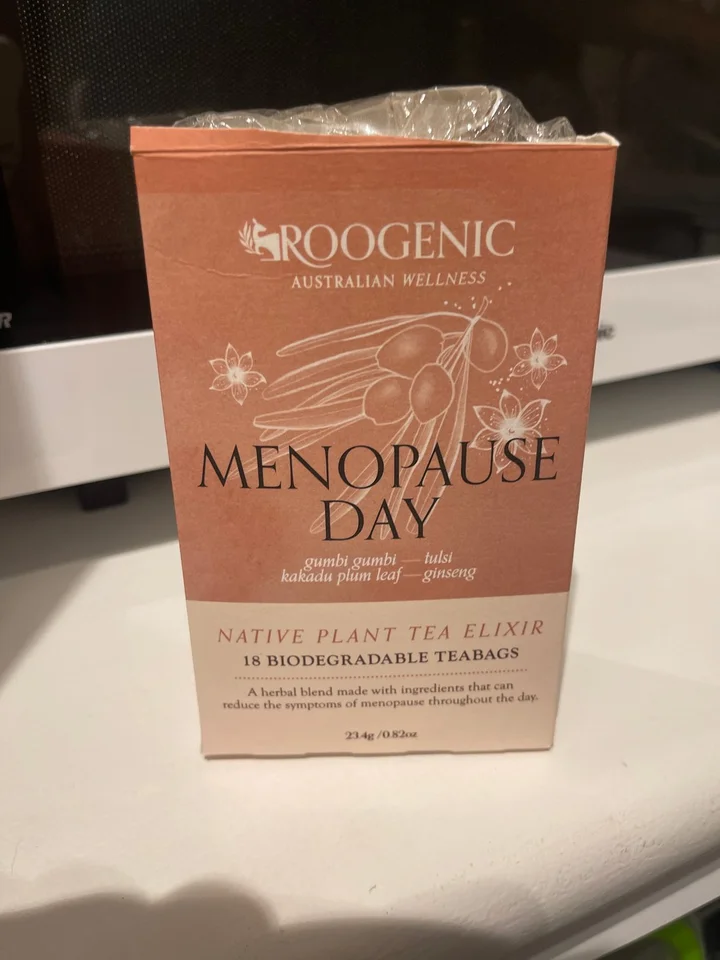 ROOGENIC
AUSTRALIAN WELLNESS
MENOPAUSE
DAY
gumbi gumbi — tulsi
kakadu plum leaf — ginseng
NATIVE PLANT TEA ELIXIR
18 BIODEGRADABLE TEABAGS
A herbal blend made with ingredients that can
reduce the symptoms of menopause throughout the day.
23.4g /0.82oz